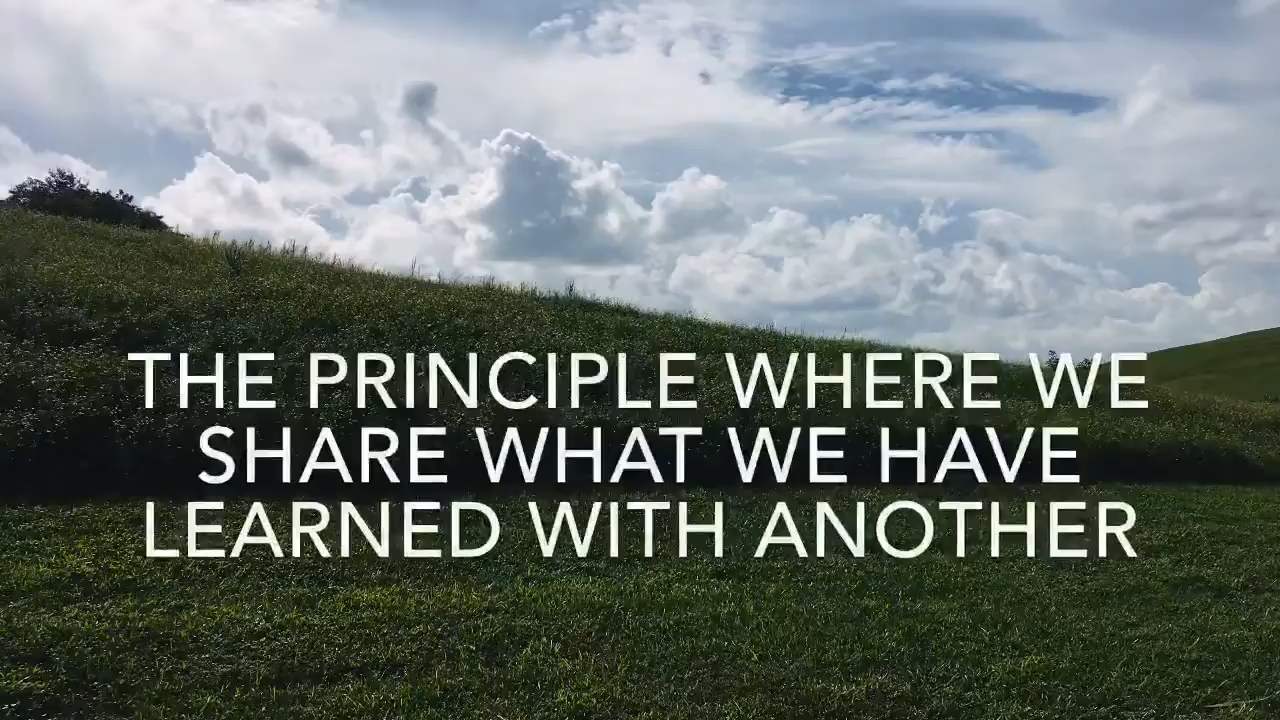 THE PRINCIPLE WHERE WE
SHARE WHAT WE HAVE
LEARNED WITH ANOTHER